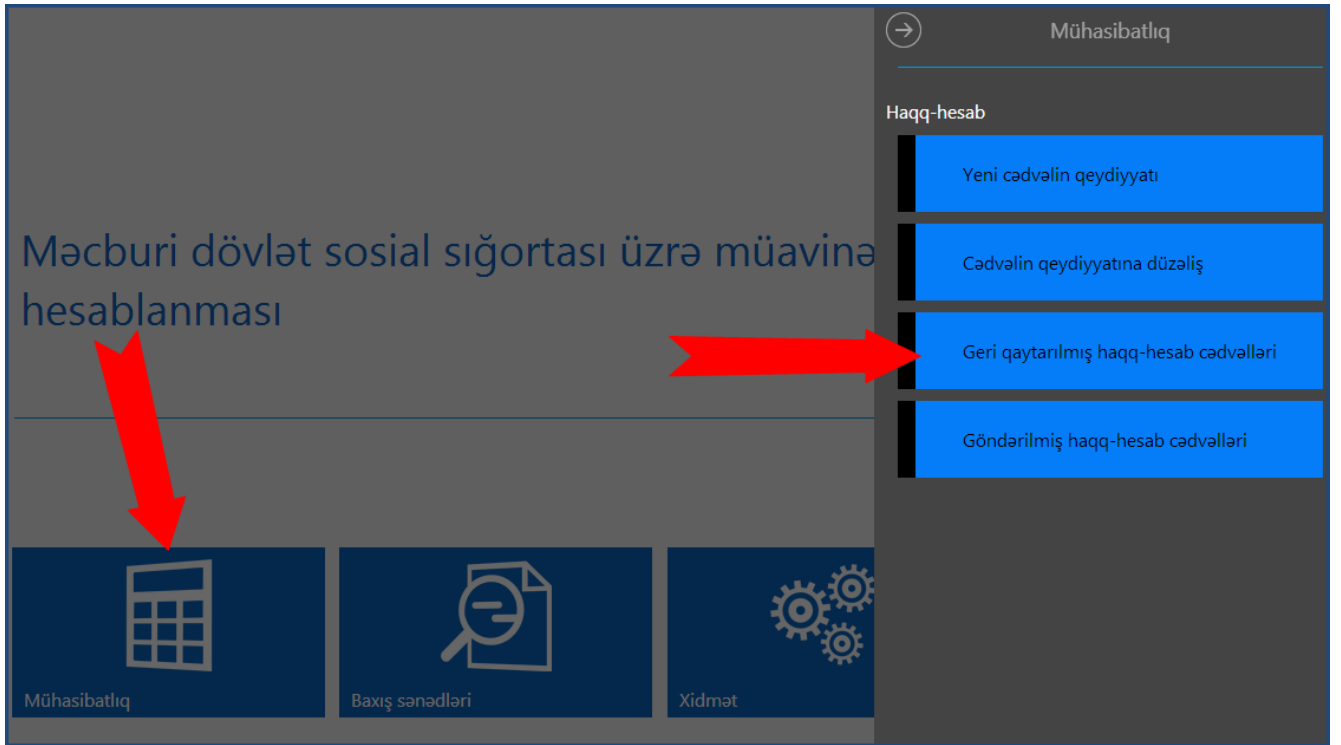 Mühasibatlıq
Haqq-hesab
Yeni cədvəlin qeydiyyatı
Cədvəlin qeydiyyatına düzəliş
Geri qaytarılmış haqq-hesab cədvəlləri
Göndərilmiş haqq-hesab cədvəlləri
Məcburi dövlət sosial sığortası üzrə müavinə
hesablanması
Mühasibatlıq
Baxış sənədləri
Xidmət